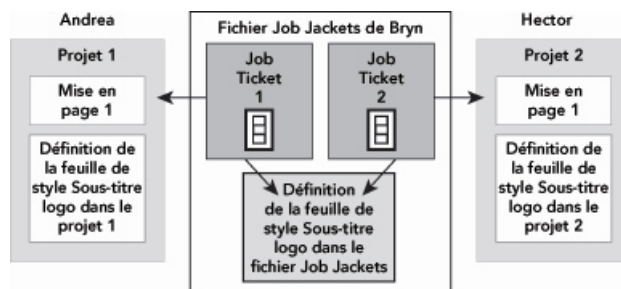 Andrea
Projet 1
Mise en
page 1
Définition de
la feuille de
style Sous-titre
logo dans le
projet 1
Fichier Job Jackets de Bryn
Job
Ticket
1
Job
Ticket
2
Définition
de la feuille de
style Sous-titre
logo dans le
fichier Job Jackets
Hector
Projet 2
Mise en
page 1
Définition de
la feuille de
style Sous-titre
logo dans le
projet 2